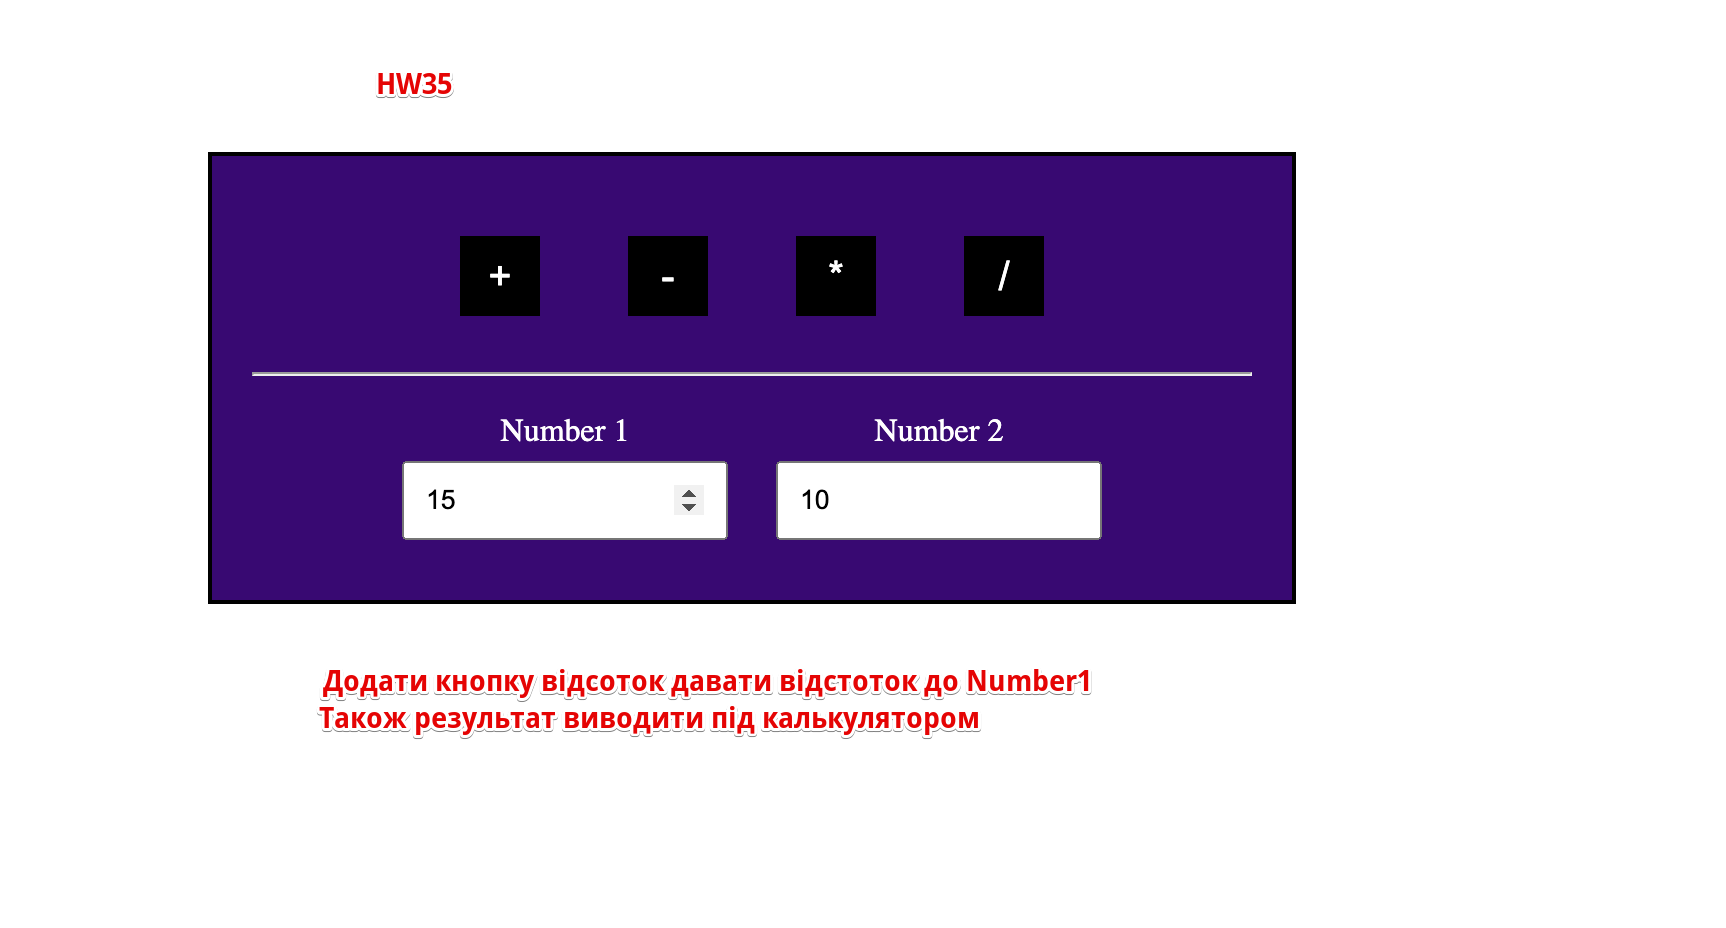 HW35
+ - * /
Number 1 Number 2
15 10
Додати кнопку відсоток давати відстоток до Number1
Також результат виводити під калькулятором